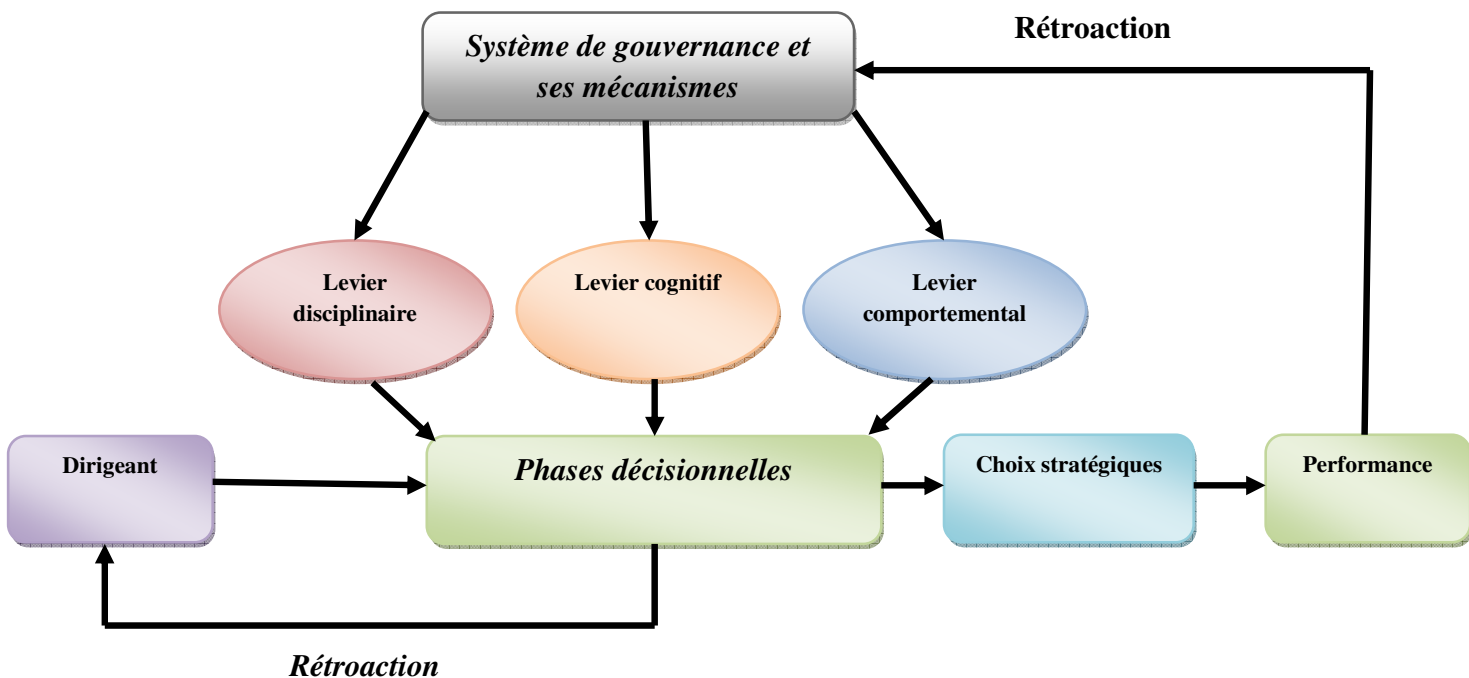 Rétroaction
Système de gouvernance et
ses mécanismes
Levier
disciplinaire
Levier cognitif
Levier
comportemental
Dirigeant
Phases décisionnelles
Choix stratégiques
Performance
Rétroaction